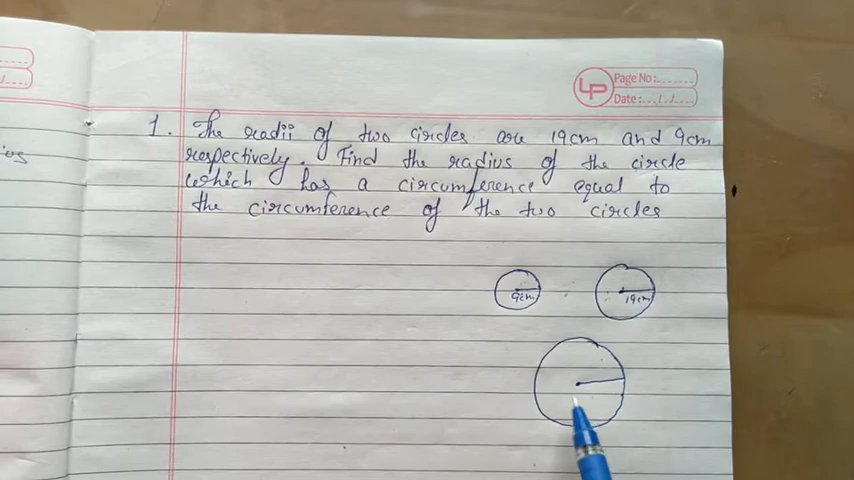 LP
Page No:......
Date:.../../....
1. The radii of two circles are 19cm and 9cm
respectively. Find the radius of the circle
which has a circumference equal to
the circumference of the two circles
9cm
19cm